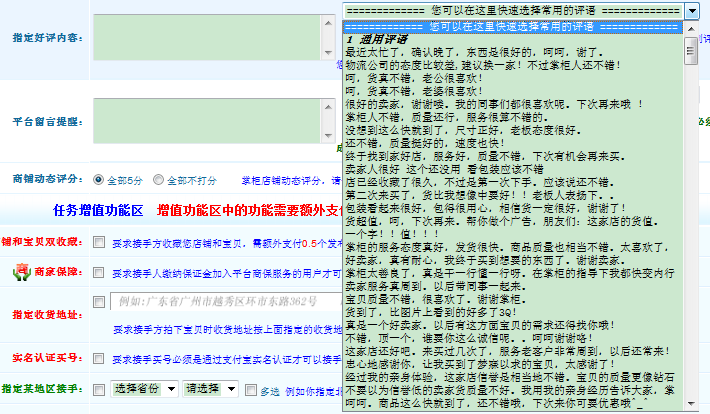 指定好评内容：
平台留言提醒：
商铺动态评分：
全部5分
全部不打分
掌柜店铺动态评分，请
任务增值功能区
增值功能区中的功能需要额外支付
铺和宝贝双收藏：
要求接手方收藏您店铺和宝贝，需额外支付0.5个发
商家保障：
要求接手人缴纳保证金加入平台商保服务的用户才可
指定收货地址：
例如:广东省广州市越秀区环市东路362号
要求接手方拍下宝贝时收货地址按上面指定的收货地
实名认证买号：
要求接手买号必须是通过支付宝实名认证才可以接手
指定某地区接手：
选择省份
请选择
多选
例如你指定北
============= 您可以在这里快速选择常用的评语 =============
============= 您可以在这里快速选择常用的评语 =============
1 通用评语
最近太忙了，确认晚了，东西是很好的，呵呵，谢了。
物流公司的态度比较差,建议换一家！不过掌柜人还不错！
呵，货真不错，老公很喜欢！
呵，货真不错，老婆很喜欢！
很好的卖家，谢谢喽。我的同事们都很喜欢呢。下次再来哦 ！
掌柜人不错，质量还行，服务很算不错的。
没想到这么快就到了，尺寸正好，老板态度很好。
还不错，质量挺好的，速度也快！
终于找到家好店，服务好，质量不错，下次有机会再来买。
卖家人很好 这个还没用 看包装应该不错
店已经收藏了很久，不过是第一次下手。应该说还不错。
第二次来买了，货比我想像中要好！！老板人表扬下。。
包装看起来很好，包得很用心，相信货一定很好，谢谢了！
货超值，呵，下次再来。帮你做个广告，朋友们：这家店的货值。
一个字！！值！！！
掌柜的服务态度真好，发货很快。商品质量也相当不错。太喜欢了，
好卖家，真有耐心，我终于买到想要的东西了。谢谢卖家。
掌柜太善良了，真是干一行懂一行呀。在掌柜的指导下我都快变内行
卖家服务真周到。以后带同事一起来。
宝贝质量不错，很喜欢了。谢谢掌柜。
货到了，比图片上看到的好多了3Q！
真是一个好卖家。以后有这方面宝贝的需求还得找你哦！
不错，顶一个，谁要你这么诚信呢。。呵呵谢谢咯！
这家店还好吧。来买过几次了，服务老客户非常周到，以后还常来！
忠心地感谢你，让我买到了梦寐以求的宝贝，太感谢了！
经过我的亲身体验，这家店信誉是相当地不错。宝贝的质量更像钻石
不要以为信誉低的卖家货质量不好。我用我的亲身经历告诉大家，掌
呵呵。商品这么快就到了，还不错哦，下次来你可要优惠哦^_^